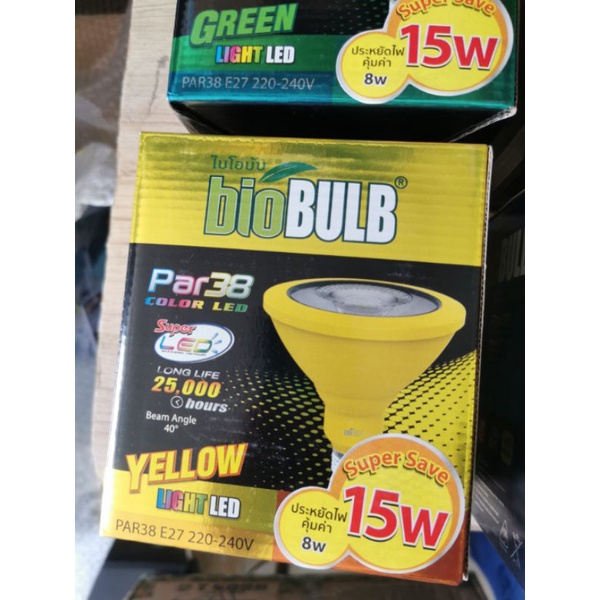 GREEN
LIGHT LED
PAR38 E27 220-240V
Super Save
ประหยัดไฟ
คุ้มค่า
8w
15W
ไบโอบัน
bioBULB®
Par38
COLOR LED
Super
LED
LONG LIFE
25,000
hours
Beam Angle
40°
YELLOW
LIGHT LED
PAR38 E27 220-240V
Super Save
ประหยัดไฟ
คุ้มค่า
8w
15W